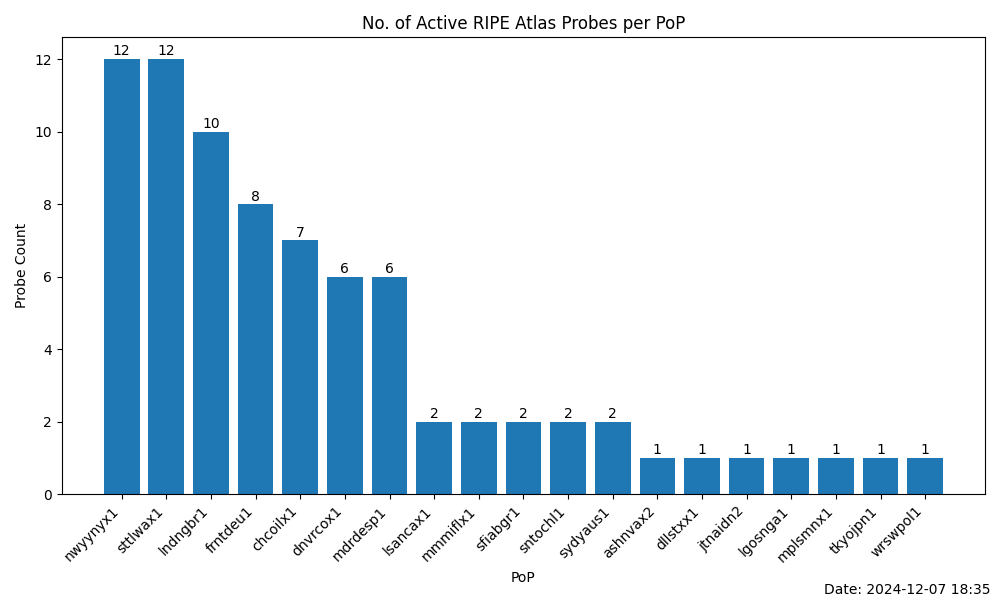 No. of Active RIPE Atlas Probes per PoP
12 12 10 8 7 6 6 2 2 2 2 2 1 1 1 1 1 1 1
Probe Count
12
10
8
6
4
2
0
nwyynyx1
sttlwax1
lndngbr1
frntdeu1
chcoilx1
dnvrcox1
mdrdesp1
lsancax1
mmmiflx1
sfiabgr1
sntochl1
sydyaus1
ashnvax2
dllstxx1
jtnaidn2
lgosnga1
mplsmnx1
tkyojpn1
wrswpol1
PoP
Date: 2024-12-07 18:35